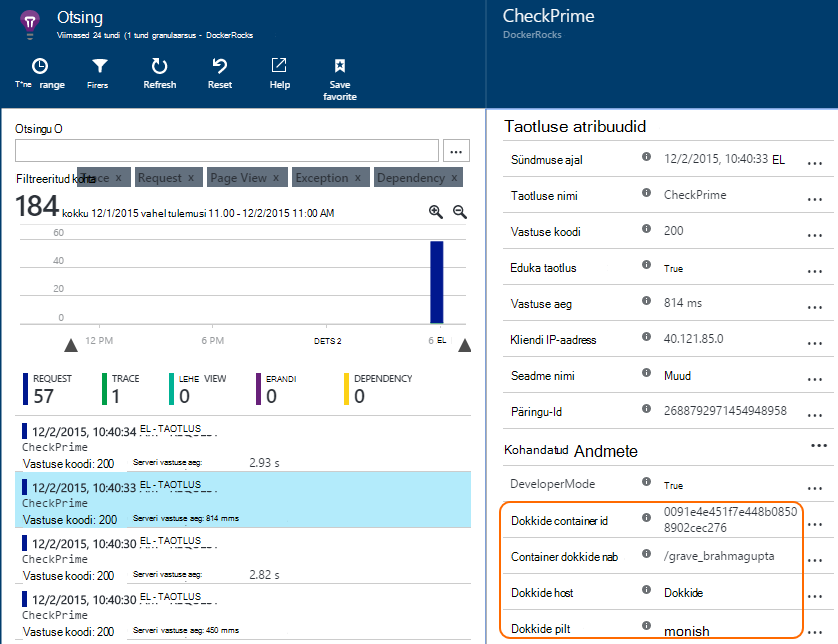 Otsing
Viimased 24 tundi (1 tund granulaarsus - DockerRocks
T*ne range
Firers
Refresh
Reset
Help
Save favorite
Otsingu O
...
Filtreeritud kohta Trace x Request x Page View x Exception x Dependency x
184 kokku 12/1/2015 vahel tulemusi 11.00 - 12/2/2015 11:00 AM
60
40
20
0
12 PM 6 PM DETS 2 6 EL
REQUEST TRACE LEHE VIEW ERANDI DEPENDENCY
57 1 0 0 0
12/2/2015, 10:40:34 EL - TAOTLUS
CheckPrime
Vastuse koodi: 200 Serveri vastuse aeg: 2.93 s
12/2/2015, 10:40:33 EL - TAOTLUS
CheckPrime
Vastuse koodi: 200 Serveri vastuse aeg: 814 mms
12/2/2015, 10:40:30 EL - TAOTLUS
CheckPrime
Vastuse koodi: 200 Serveri vastuse aeg: 2.82 s
12/2/2015, 10:40:30 EL - TAOTLUS
CheckPrime
Vastuse koodi: 200 Serveri vastuse aeg: 450 mms
CheckPrime
DockerRocks
Taotluse atribuudid
Sündmuse ajal 12/2/2015, 10:40:33 EL ...
Taotluse nimi CheckPrime ...
Vastuse koodi 200 ...
Eduka taotlus True ...
Vastuse aeg 814 ms ...
Kliendi IP-aadress 40.121.85.0 ...
Seadme nimi Muud ...
Päringu-Id 2688792971454948958 ...
Kohandatud Andmete ...
DeveloperMode True ...
Dokkide container id 0091e4e451f7e448b0850
8902cec276 ...
Container dokkide nab /grave_brahmagupta ...
Dokkide host Dokkide ...
Dokkide pilt monish ...